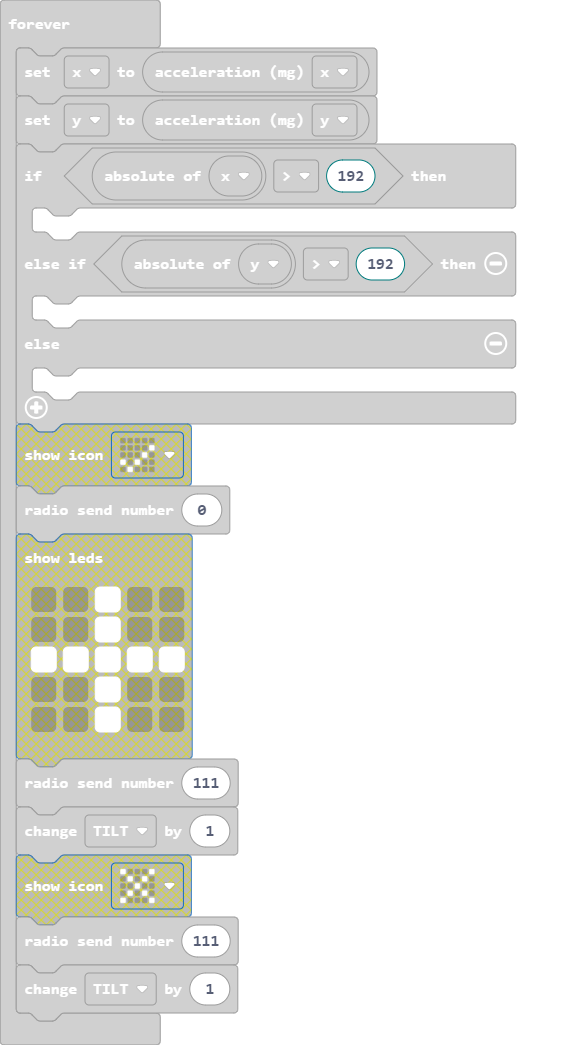 forever
set x to acceleration (mg) x
set y to acceleration (mg) y
if absolute of x > 192 then
else if absolute of y > 192 then
else
show icon
radio send number 0
show leds
radio send number 111
change TILT by 1
show icon
radio send number 111
change TILT by 1